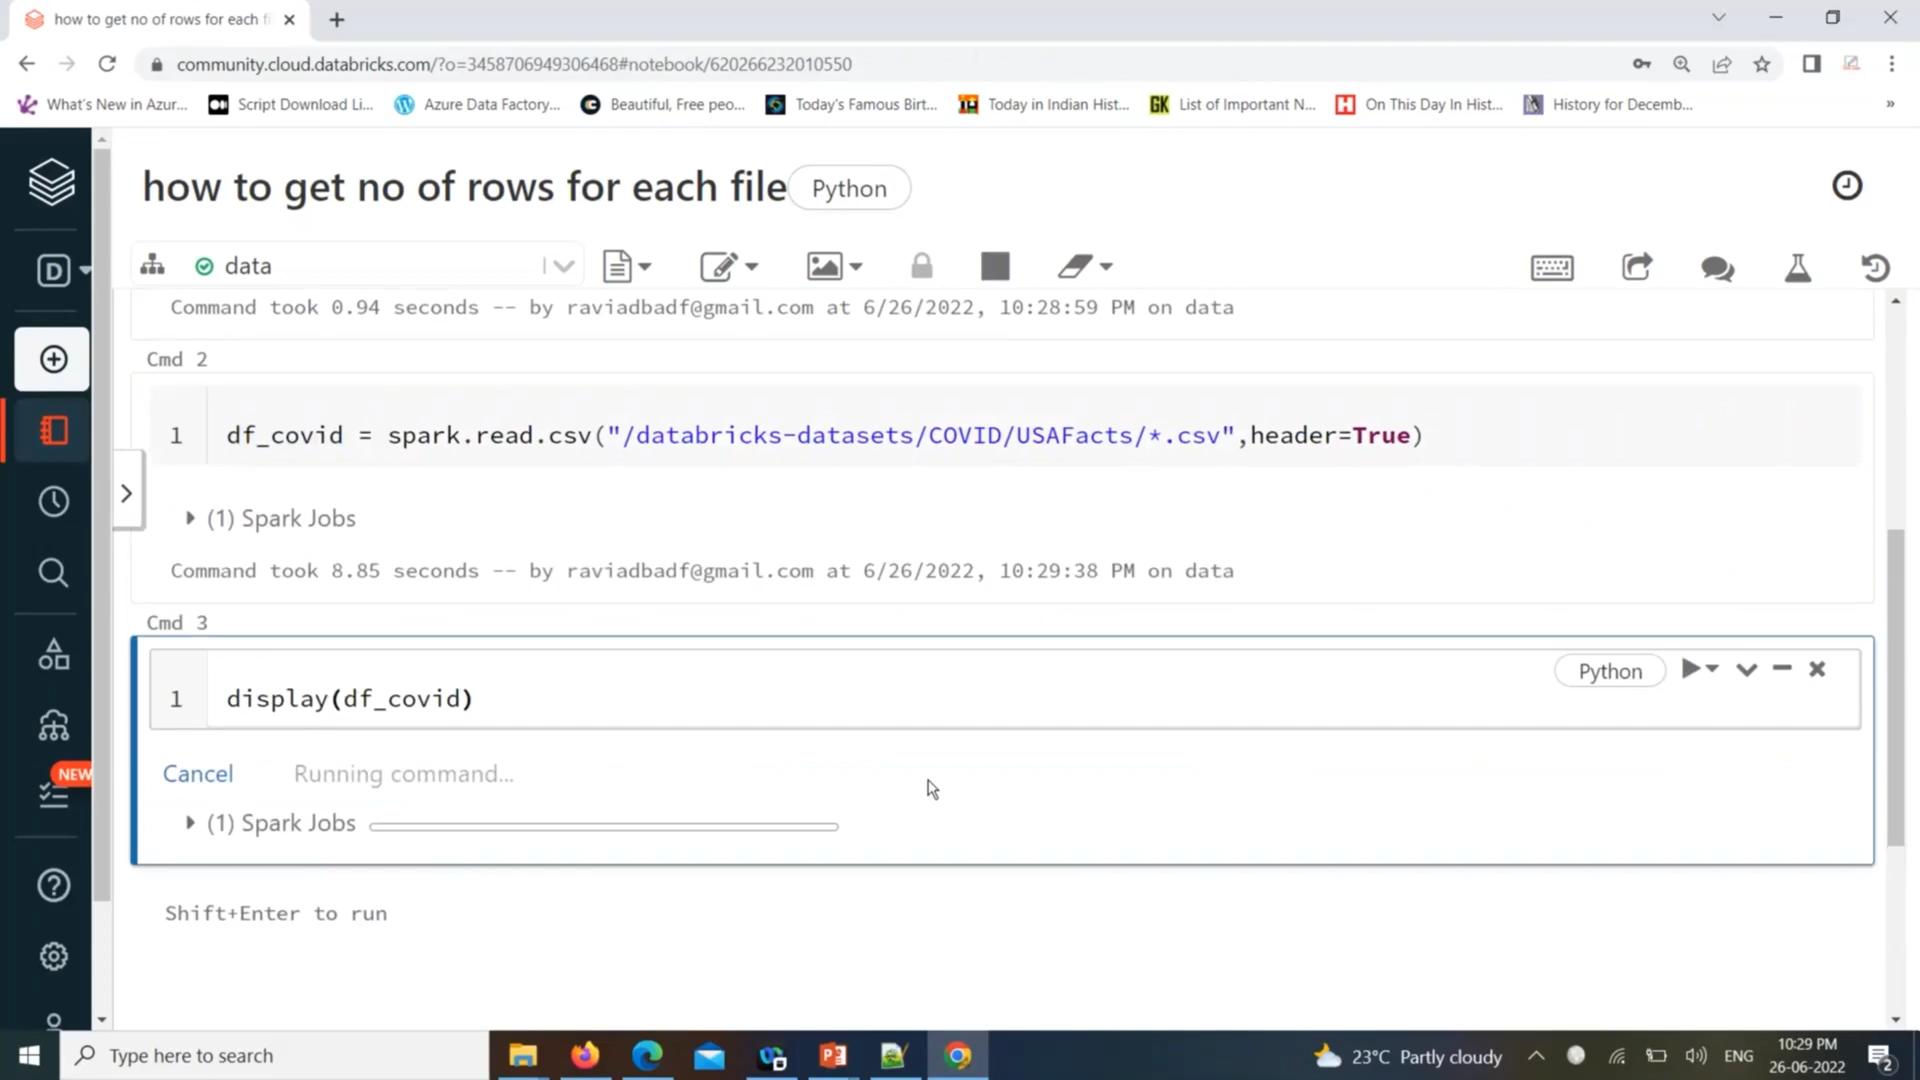 how to get no of rows for each fi
community.cloud.databricks.com/?o=3458706949306468#notebook/620266232010550
What's New in Azur...
Script Download Li...
Azure Data Factory...
Beautiful, Free peo...
Today's Famous Birt...
Today in Indian Hist...
GK
List of Important N...
H
On This Day In Hist...
History for Decemb...
»
how to get no of rows for each file
Python
D
data
Command took 0.94 seconds -- by raviadbadf@gmail.com at 6/26/2022, 10:28:59 PM on data
Cmd 2
1
df_covid = spark.read.csv("/databricks-datasets/COVID/USAFacts/*.csv",header=True)
(1) Spark Jobs
Command took 8.85 seconds -- by raviadbadf@gmail.com at 6/26/2022, 10:29:38 PM on data
Cmd 3
1
display(df_covid)
Python
NEW
Cancel
Running command...
(1) Spark Jobs
Shift+Enter to run
Type here to search
23°C Partly cloudy
ENG
10:29 PM
26-06-2022
2